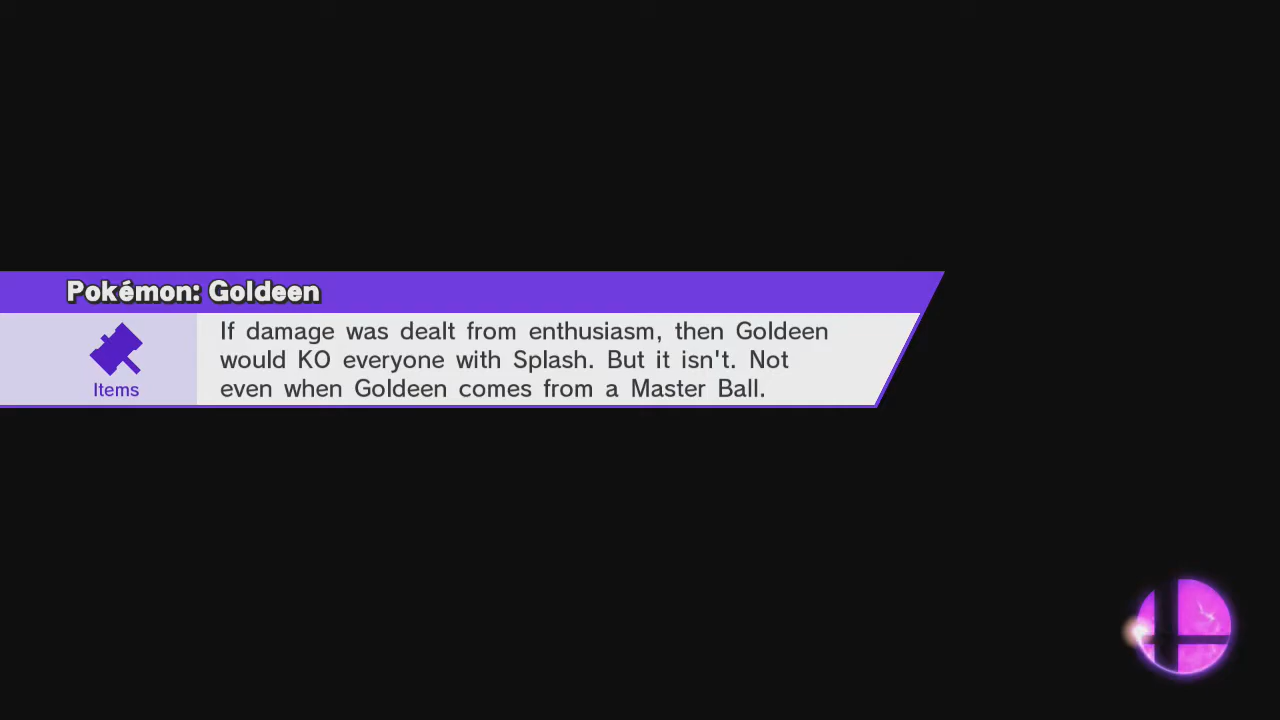 Pokémon: Goldeen
If damage was dealt from enthusiasm, then Goldeen
would KO everyone with Splash. But it isn't. Not
even when Goldeen comes from a Master Ball.
Items